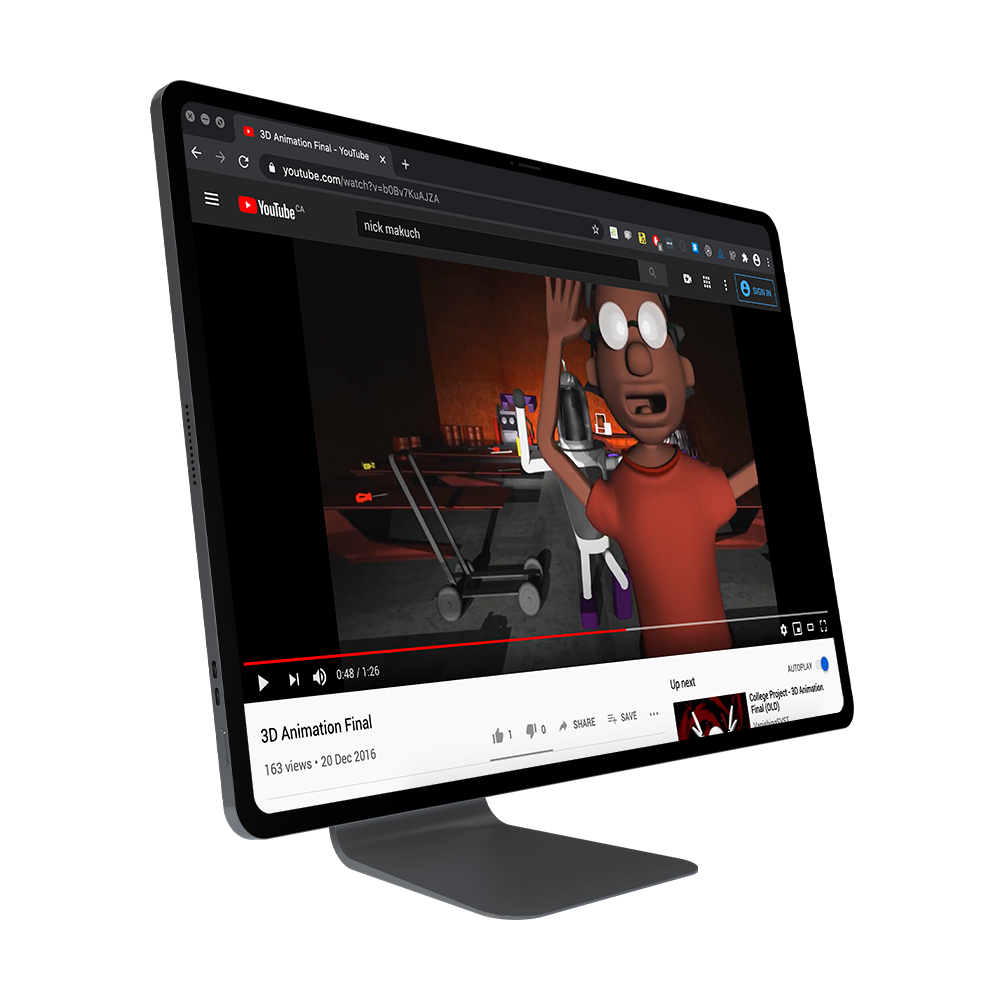 3D Animation Final - YouTube
youtube.com/watch?v=b0Bv7KuAJZA
YouTube CA
nick makuch
SIGN IN
0:48 / 1:26
3D Animation Final
163 views • 20 Dec 2016
1
0
SHARE
SAVE
Up next
AUTOPLAY
College Project - 3D Animation
Final (OLD)